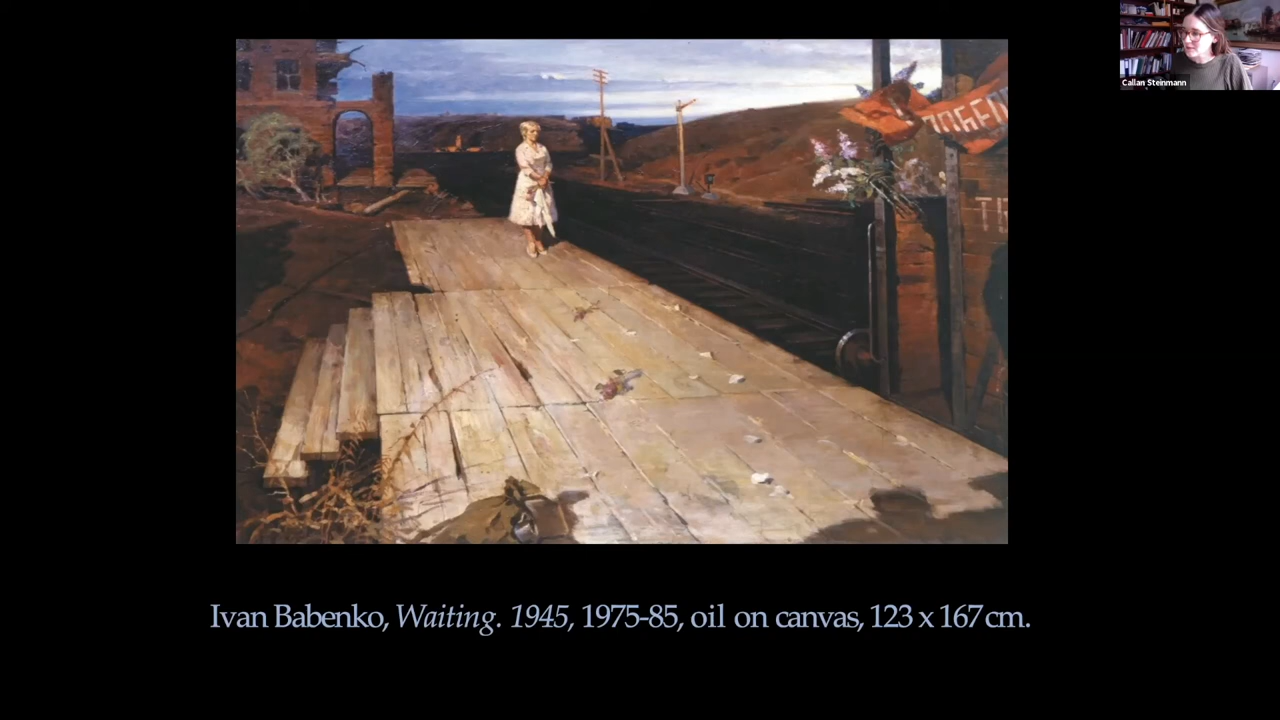 Callan Steinmann
Ivan Babenko, Waiting. 1945, 1975-85, oil on canvas, 123 x 167 cm.